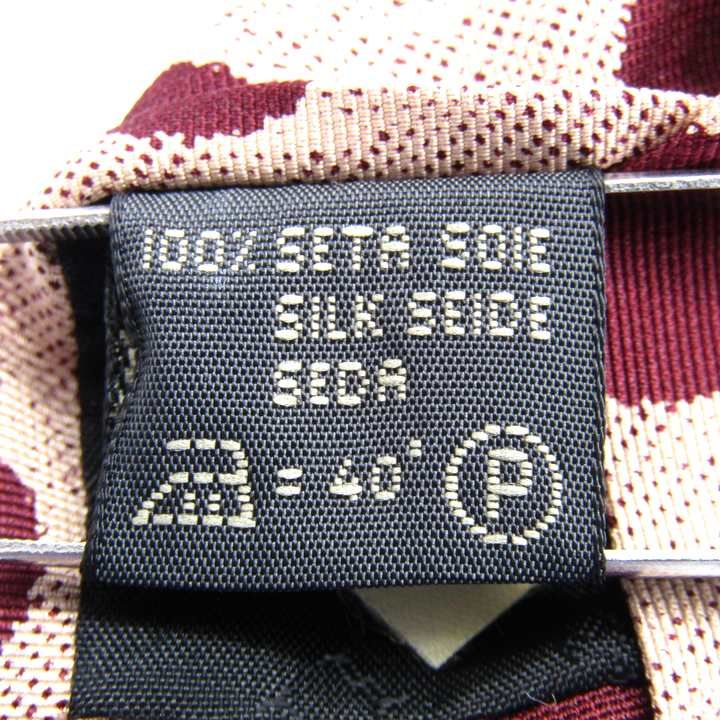 100% SETA SOIE
SILK SEIDE
SEDA
= 40° P